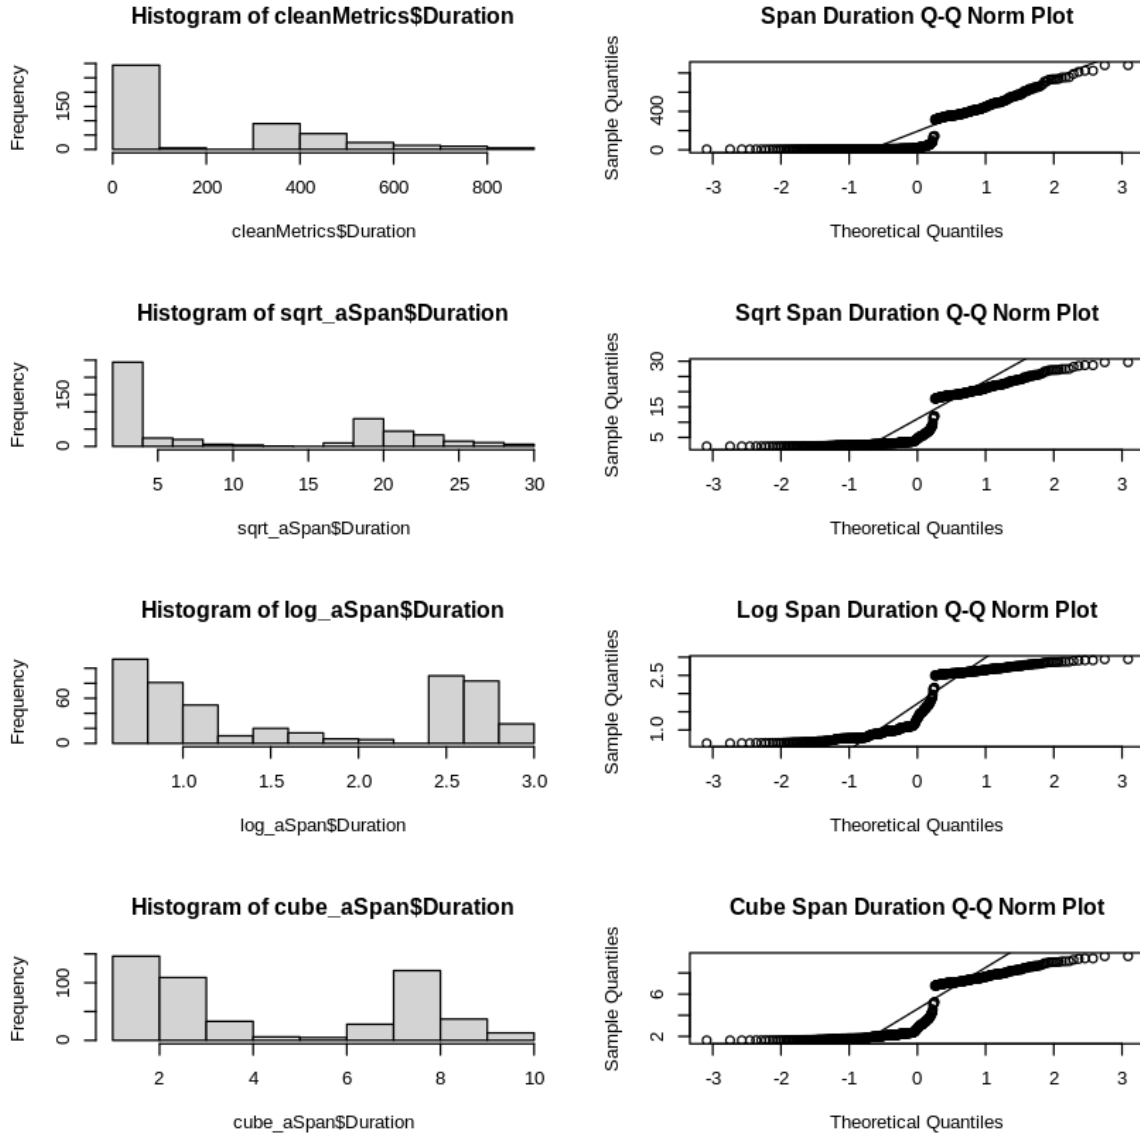 Histogram of cleanMetrics$Duration
Frequency
150
0
0 200 400 600 800
cleanMetrics$Duration
Span Duration Q-Q Norm Plot
Sample Quantiles
400
0
-3 -2 -1 0 1 2 3
Theoretical Quantiles
Histogram of sqrt_aSpan$Duration
Frequency
150
0
5 10 15 20 25 30
sqrt_aSpan$Duration
Sqrt Span Duration Q-Q Norm Plot
Sample Quantiles
30
15
5
-3 -2 -1 0 1 2 3
Theoretical Quantiles
Histogram of log_aSpan$Duration
Frequency
60
0
1.0 1.5 2.0 2.5 3.0
log_aSpan$Duration
Log Span Duration Q-Q Norm Plot
Sample Quantiles
2.5
1.0
-3 -2 -1 0 1 2 3
Theoretical Quantiles
Histogram of cube_aSpan$Duration
Frequency
100
0
2 4 6 8 10
cube_aSpan$Duration
Cube Span Duration Q-Q Norm Plot
Sample Quantiles
6
2
-3 -2 -1 0 1 2 3
Theoretical Quantiles